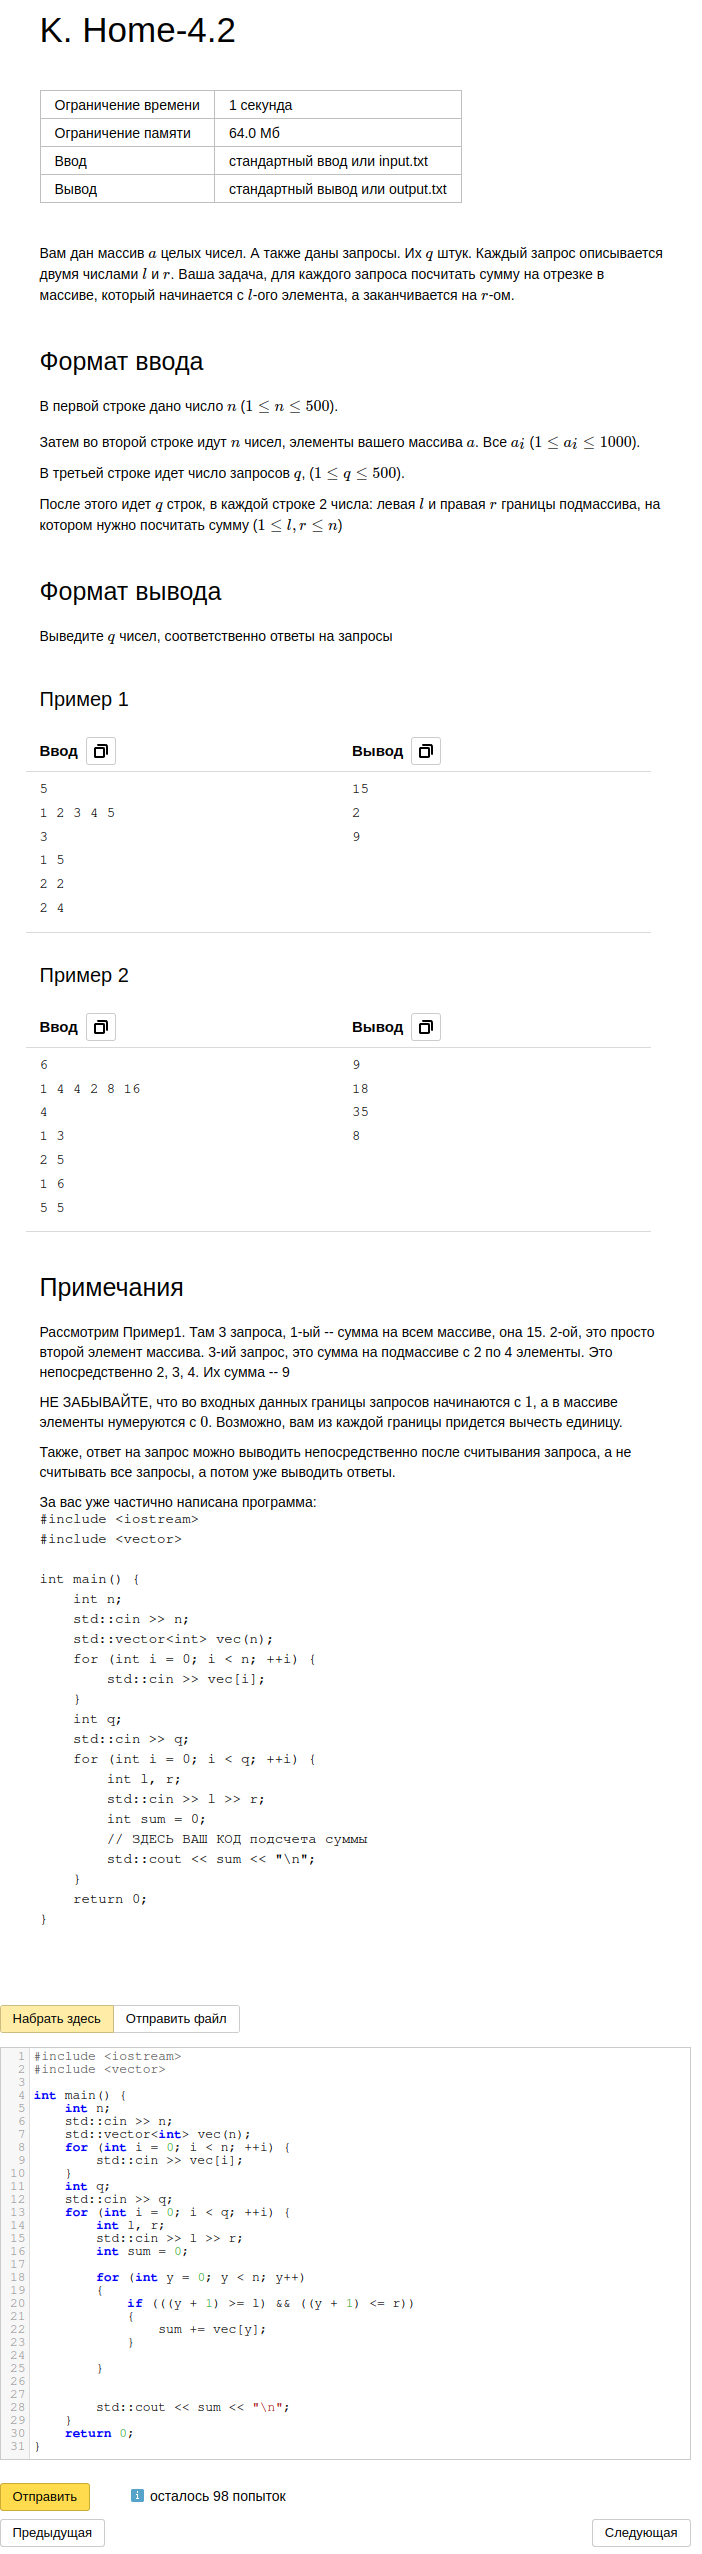 K. Home-4.2
Ограничение времени 1 секунда
Ограничение памяти 64.0 Мб
Ввод стандартный ввод или input.txt
Вывод стандартный вывод или output.txt
Вам дан массив a целых чисел. А также даны запросы. Их q штук. Каждый запрос описывается
двумя числами l и r. Ваша задача, для каждого запроса посчитать сумму на отрезке в
массиве, который начинается с l-ого элемента, а заканчивается на r-ом.
Формат ввода
В первой строке дано число n (1 ≤ n ≤ 500).
Затем во второй строке идут n чисел, элементы вашего массива a. Все a_i (1 ≤ a_i ≤ 1000).
В третьей строке идет число запросов q, (1 ≤ q ≤ 500).
После этого идет q строк, в каждой строке 2 числа: левая l и правая r границы подмассива, на
котором нужно посчитать сумму (1 ≤ l, r ≤ n)
Формат вывода
Выведите q чисел, соответственно ответы на запросы
Пример 1
Ввод Вывод
5 15
1 2 3 4 5 2
3 9
1 5
2 2
2 4
Пример 2
Ввод Вывод
6 9
1 4 4 2 8 16 18
4 35
1 3 8
2 5
1 6
5 5
Примечания
Рассмотрим Пример1. Там 3 запроса, 1-ый -- сумма на всем массиве, она 15. 2-ой, это просто
второй элемент массива. 3-ий запрос, это сумма на подмассиве с 2 по 4 элементы. Это
непосредственно 2, 3, 4. Их сумма -- 9
НЕ ЗАБЫВАЙТЕ, что во входных данных границы запросов начинаются с 1, а в массиве
элементы нумеруются с 0. Возможно, вам из каждой границы придется вычесть единицу.
Также, ответ на запрос можно выводить непосредственно после считывания запроса, а не
считывать все запросы, а потом уже выводить ответы.
За вас уже частично написана программа:
#include <iostream>
#include <vector>
int main() {
    int n;
    std::cin >> n;
    std::vector<int> vec(n);
    for (int i = 0; i < n; ++i) {
        std::cin >> vec[i];
    }
    int q;
    std::cin >> q;
    for (int i = 0; i < q; ++i) {
        int l, r;
        std::cin >> l >> r;
        int sum = 0;
        // ЗДЕСЬ ВАШ КОД подсчета суммы
        std::cout << sum << "\n";
    }
    return 0;
}
Набрать здесь Отправить файл
1 #include <iostream>
2 #include <vector>
3
4 int main() {
5     int n;
6     std::cin >> n;
7     std::vector<int> vec(n);
8     for (int i = 0; i < n; ++i) {
9         std::cin >> vec[i];
10     }
11     int q;
12     std::cin >> q;
13     for (int i = 0; i < q; ++i) {
14         int l, r;
15         std::cin >> l >> r;
16         int sum = 0;
17
18         for (int y = 0; y < n; y++)
19         {
20             if (((y + 1) >= l) && ((y + 1) <= r))
21             {
22                 sum += vec[y];
23             }
24
25         }
26
27
28         std::cout << sum << "\n";
29     }
30     return 0;
31 }
Отправить i осталось 98 попыток
Предыдущая Следующая